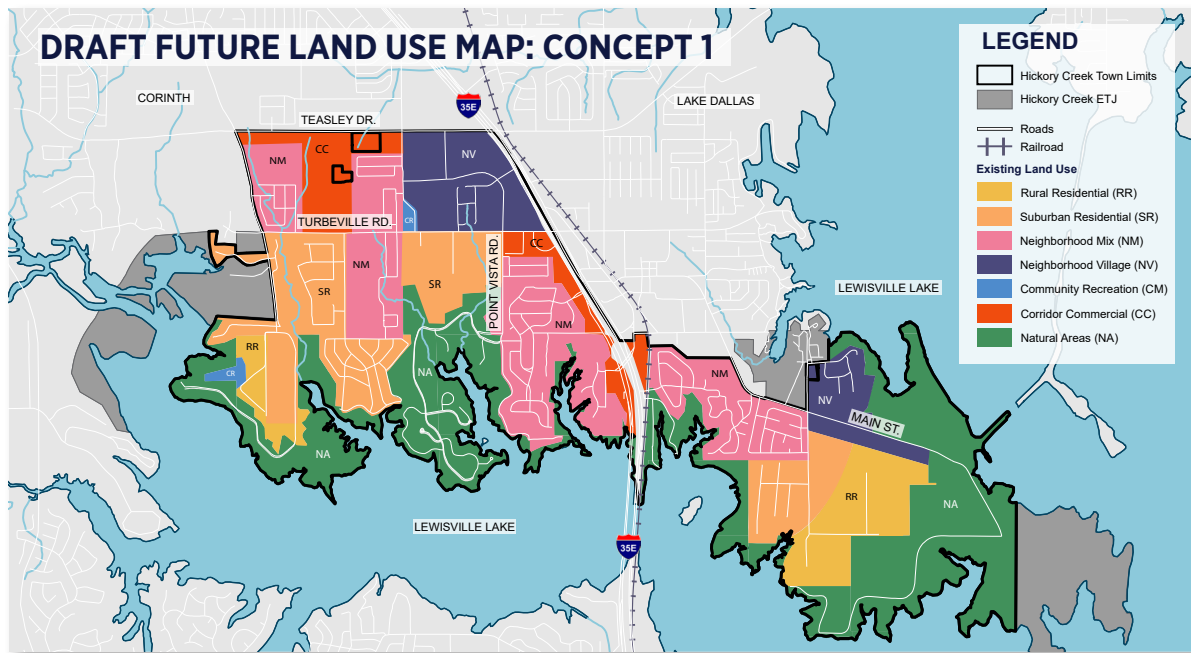 DRAFT FUTURE LAND USE MAP: CONCEPT 1
LEGEND
Hickory Creek Town Limits
Hickory Creek ETJ
Roads
Railroad
Existing Land Use
Rural Residential (RR)
Suburban Residential (SR)
Neighborhood Mix (NM)
Neighborhood Village (NV)
Community Recreation (CM)
Corridor Commercial (CC)
Natural Areas (NA)
CORINTH
35E
LAKE DALLAS
TEASLEY DR.
CC
NM
NV
CR
TURBEVILLE RD.
POINT VISTA RD.
CC
NM
SR
SR
LEWISVILLE LAKE
NM
RR
CR
NA
NM
NV
MAIN ST.
NA
RR
NA
LEWISVILLE LAKE
35E